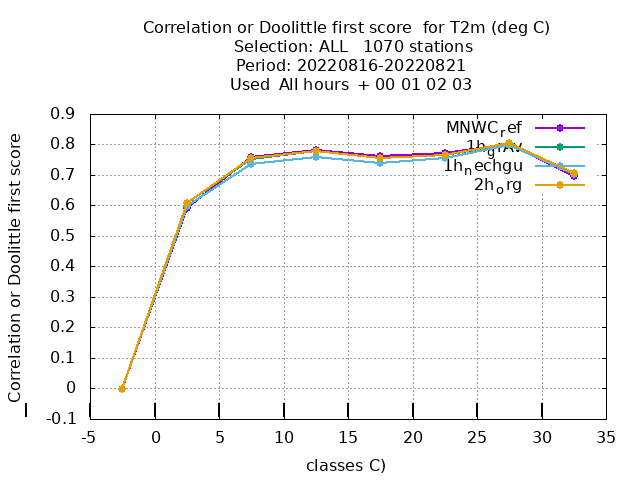 Correlation or Doolittle first score  for T2m (deg C)
Selection: ALL   1070 stations
Period: 20220816-20220821
Used  All hours  + 00 01 02 03
Correlation or Doolittle first score
0.9
0.8
0.7
0.6
0.5
0.4
0.3
0.2
0.1
0
-0.1
-5
0
5
10
15
20
25
30
35
classes C)
MNWCref
1hnechgu
2horg